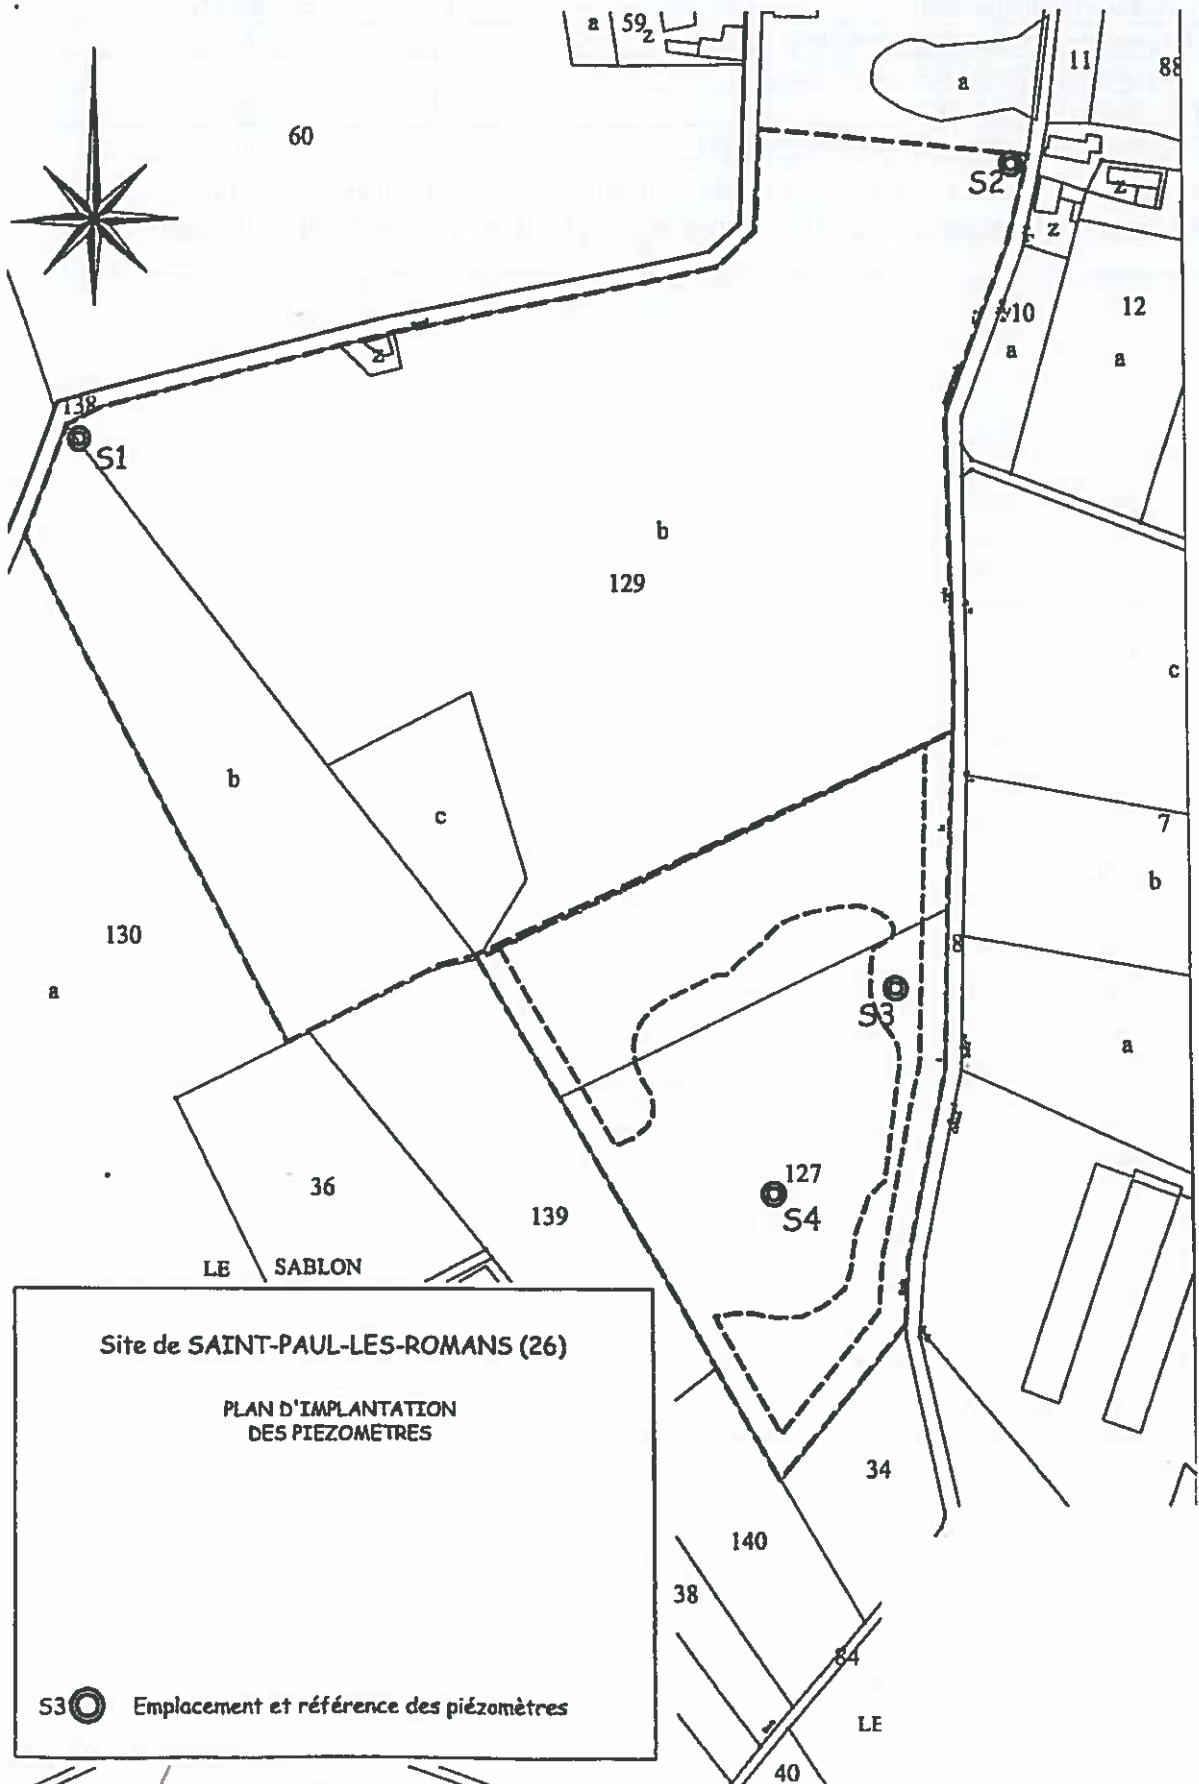 a 59 z
11 88
a
60
S2
z
z
10 12
a a
z
138
S1
b
129
c
b
c
7
b
130
8
a
S3
a
127
36
S4
139
LE SABLON
Site de SAINT-PAUL-LES-ROMANS (26)
PLAN D'IMPLANTATION
DES PIEZOMETRES
34
140
38
84
S3 Emplacement et référence des piézomètres
LE
40